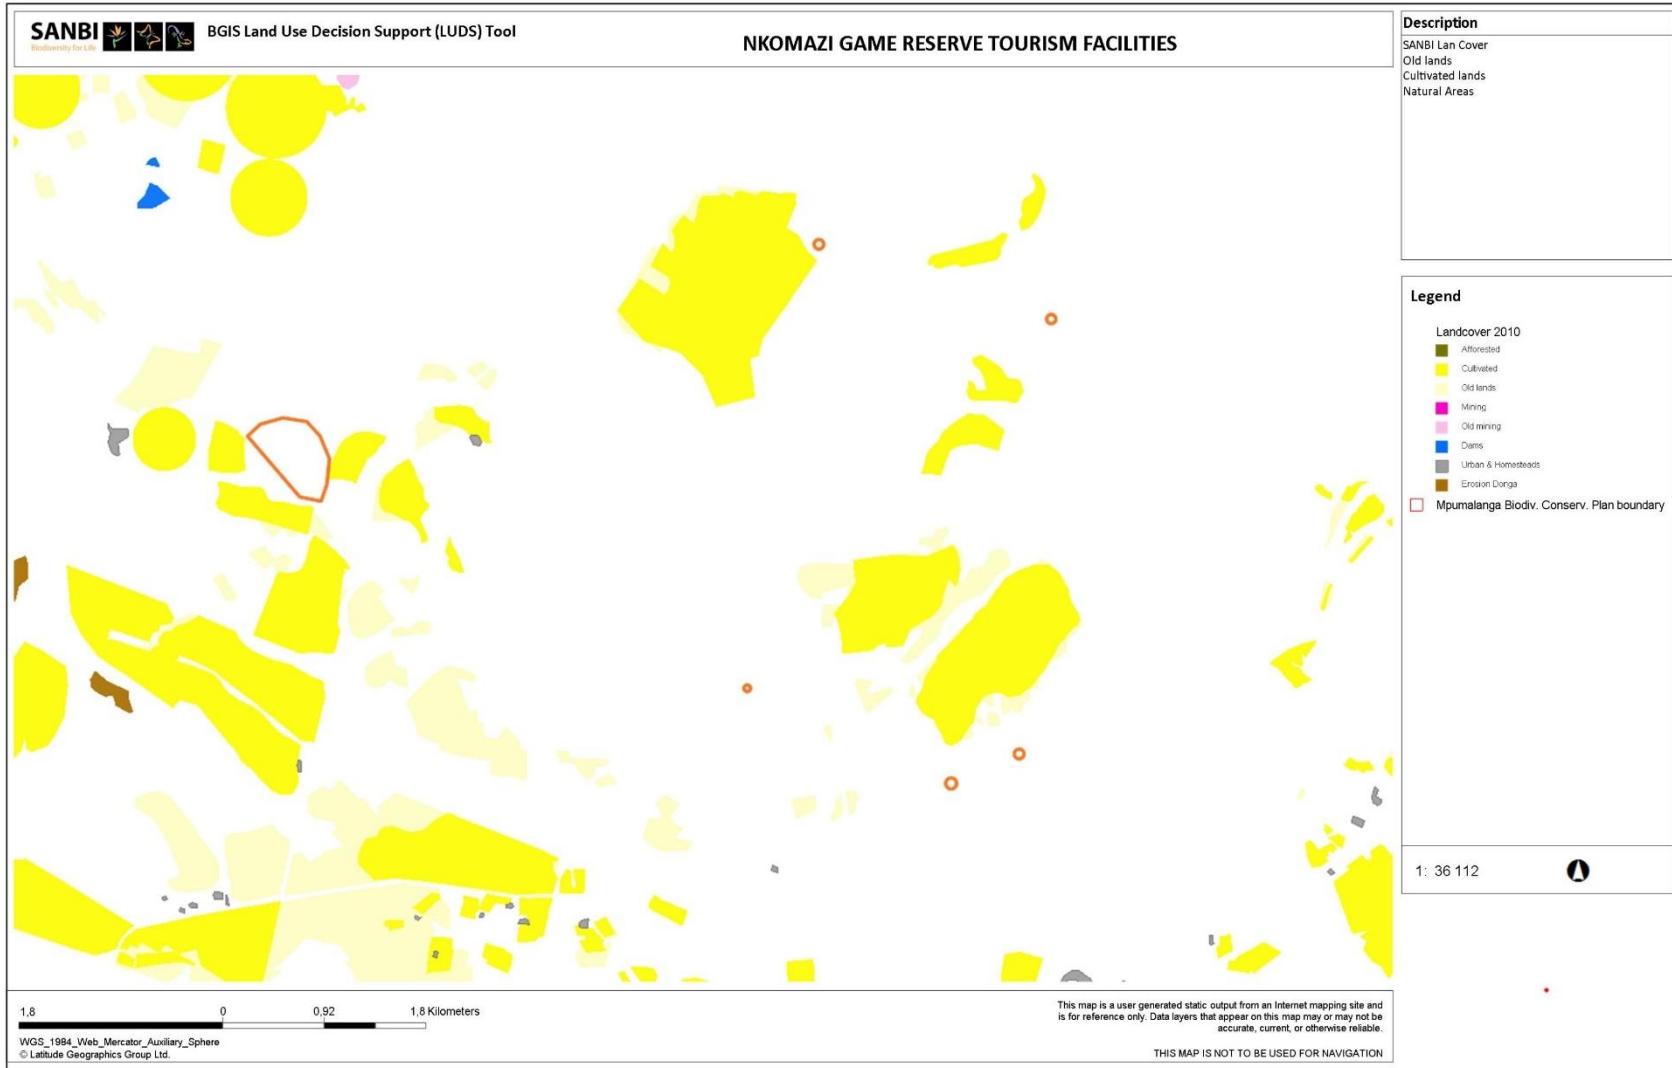 SANBI
Biodiversity for Life
BGIS Land Use Decision Support (LUDS) Tool
NKOMAZI GAME RESERVE TOURISM FACILITIES
Description
SANBI Lan Cover
Old lands
Cultivated lands
Natural Areas
Legend
Landcover 2010
Afforested
Cultivated
Old lands
Mining
Old mining
Dams
Urban & Homesteads
Erosion Donga
Mpumalanga Biodiv. Conserv. Plan boundary
1: 36 112
1,8 0 0,92 1,8 Kilometers
WGS_1984_Web_Mercator_Auxiliary_Sphere
© Latitude Geographics Group Ltd.
This map is a user generated static output from an Internet mapping site and
is for reference only. Data layers that appear on this map may or may not be
accurate, current, or otherwise reliable.
THIS MAP IS NOT TO BE USED FOR NAVIGATION